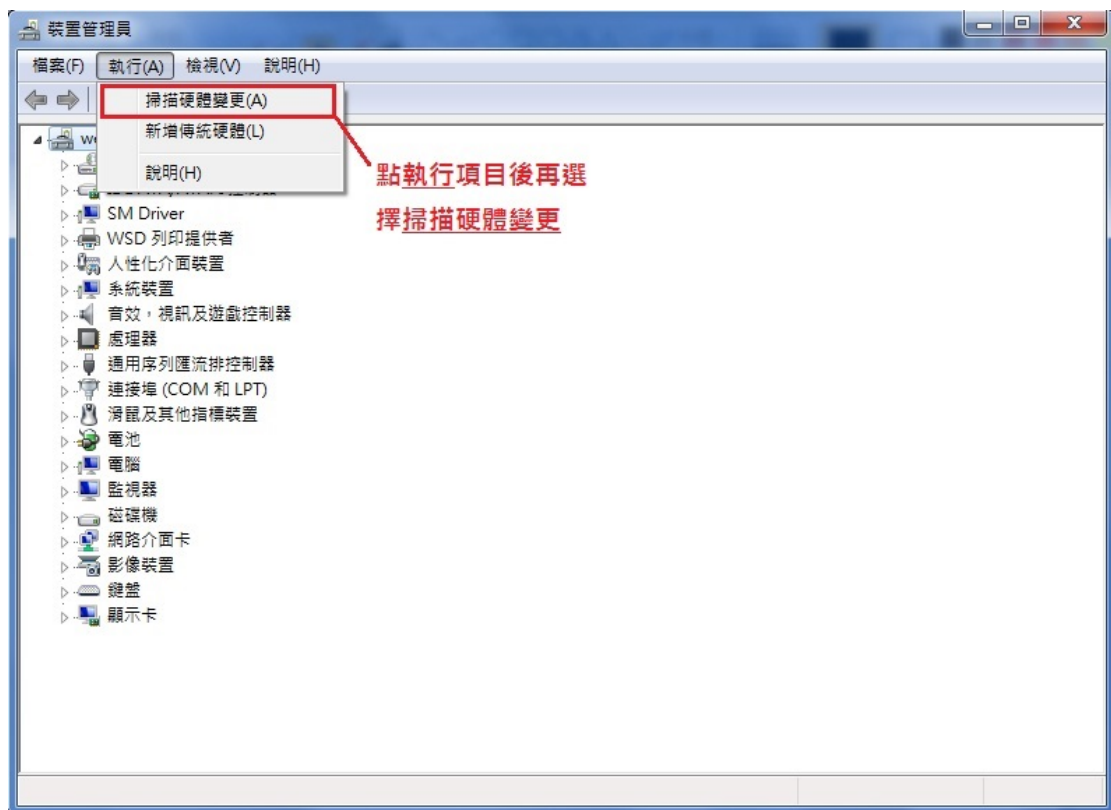 裝置管理員
檔案(F) 執行(A) 檢視(V) 說明(H)
掃描硬體變更(A)
新增傳統硬體(L)
說明(H)
點執行項目後再選
擇掃描硬體變更
SM Driver
WSD 列印提供者
人性化介面裝置
系統裝置
音效，視訊及遊戲控制器
處理器
通用序列匯流排控制器
連接埠 (COM 和 LPT)
滑鼠及其他指標裝置
電池
電腦
監視器
磁碟機
網路介面卡
影像裝置
鍵盤
顯示卡